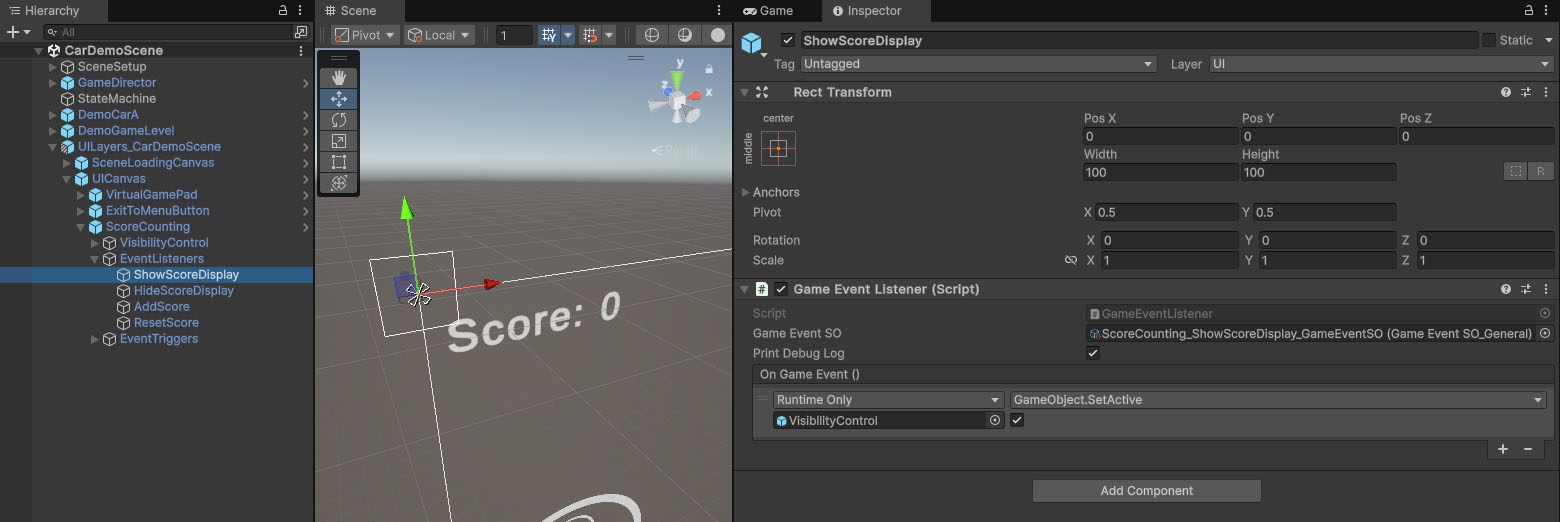 Hierarchy
All
CarDemoScene
SceneSetup
GameDirector
StateMachine
DemoCarA
DemoGameLevel
UILayers_CarDemoScene
SceneLoadingCanvas
UICanvas
VirtualGamePad
ExitToMenuButton
ScoreCounting
VisibilityControl
EventListeners
ShowScoreDisplay
HideScoreDisplay
AddScore
ResetScore
EventTriggers
Scene
Pivot Local 1
y
z x
Persp
Score: 0
Game Inspector
ShowScoreDisplay Static
Tag Untagged Layer UI
Rect Transform
center
middle
Pos X Pos Y Pos Z
0 0 0
Width Height
100 100 R
Anchors
Pivot X 0.5 Y 0.5
Rotation X 0 Y 0 Z 0
Scale X 1 Y 1 Z 1
# Game Event Listener (Script)
Script GameEventListener
Game Event SO ScoreCounting_ShowScoreDisplay_GameEventSO (Game Event SO_General)
Print Debug Log
On Game Event ()
Runtime Only GameObject.SetActive
VisibilityControl
+ −
Add Component